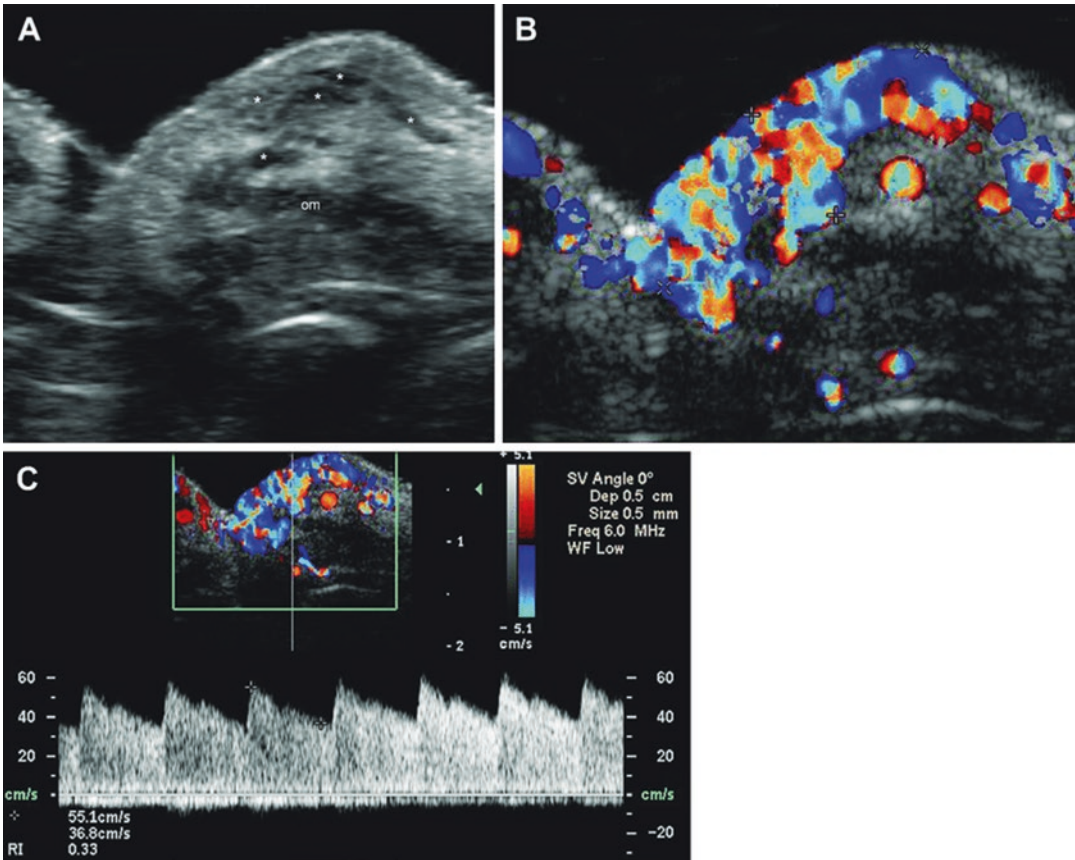 A
om
B
C
+ 5.1
- 1
- 2
- 5.1
cm/s
SV Angle 0°
Dep 0.5 cm
Size 0.5 mm
Freq 6.0 MHz
WF Low
60 60
40 40
20 20
cm/s cm/s
55.1cm/s
36.8cm/s
-20
RI 0.33